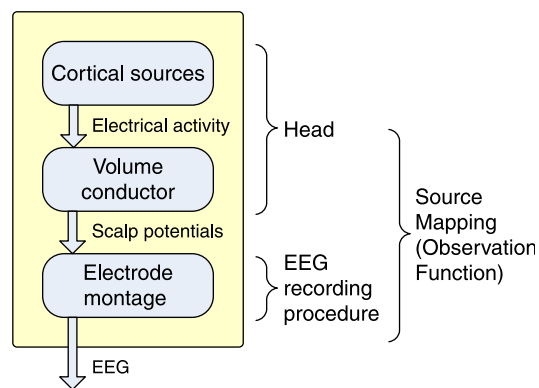 Cortical sources
Electrical activity
Volume
conductor
Scalp potentials
Electrode
montage
EEG
Head
EEG
recording
procedure
Source
Mapping
(Observation
Function)